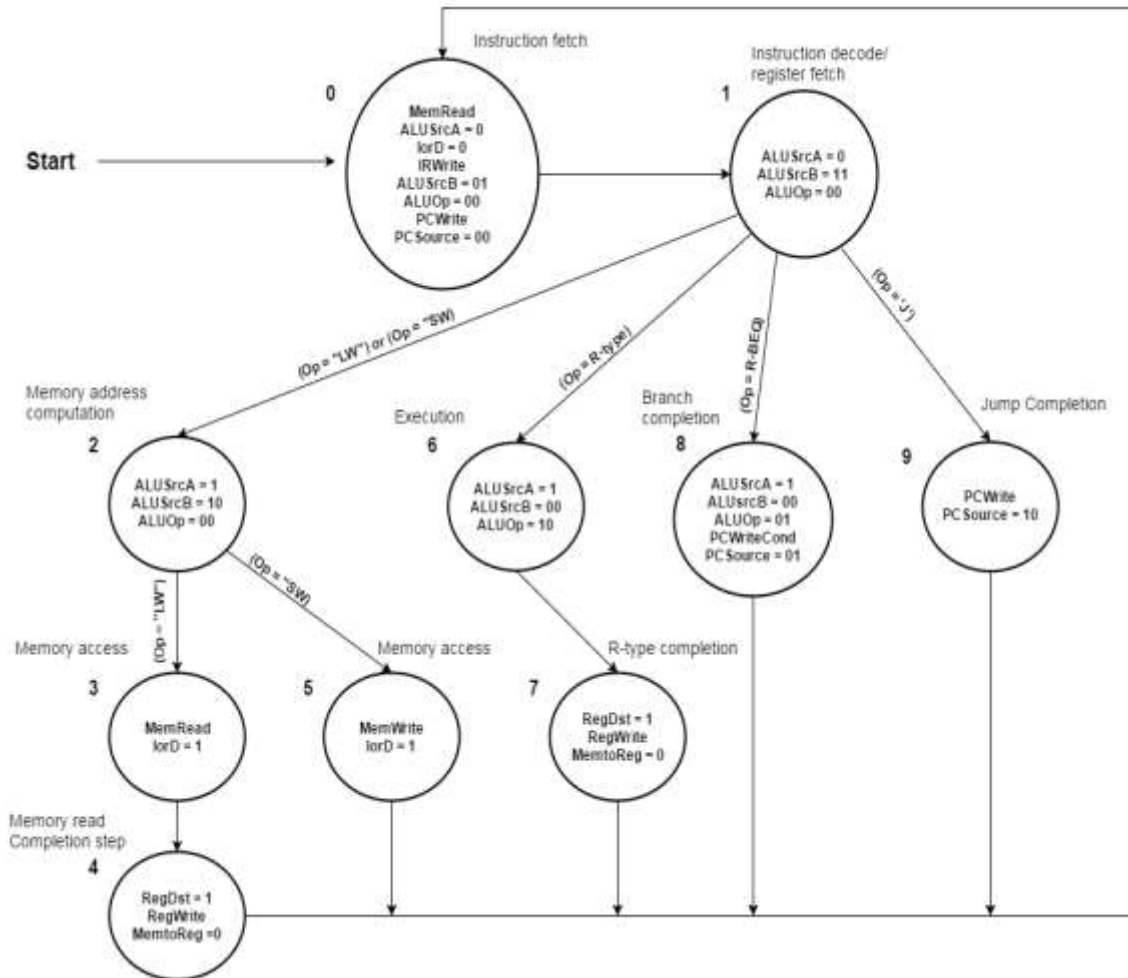 Instruction fetch
0
MemRead
ALUSrcA = 0
IorD = 0
IRWrite
ALUSrcB = 01
ALUOp = 00
PCWrite
PCSource = 00
Start
Instruction decode/
register fetch
1
ALUSrcA = 0
ALUSrcB = 11
ALUOp = 00
(Op = "LW") or (Op = "SW)
(Op = R-type)
(Op = R-BEQ)
(Op = 'J')
Memory address
computation
2
ALUSrcA = 1
ALUSrcB = 10
ALUOp = 00
Execution
6
ALUSrcA = 1
ALUSrcB = 00
ALUOp = 10
Branch
completion
8
ALUSrcA = 1
ALUsrcB = 00
ALUOp = 01
PCWriteCond
PCSource = 01
Jump Completion
9
PCWrite
PCSource = 10
(Op = "LW")
(Op = "SW)
Memory access
3
MemRead
IorD = 1
Memory access
5
MemWrite
IorD = 1
R-type completion
7
RegDst = 1
RegWrite
MemtoReg = 0
Memory read
Completion step
4
RegDst = 1
RegWrite
MemtoReg =0